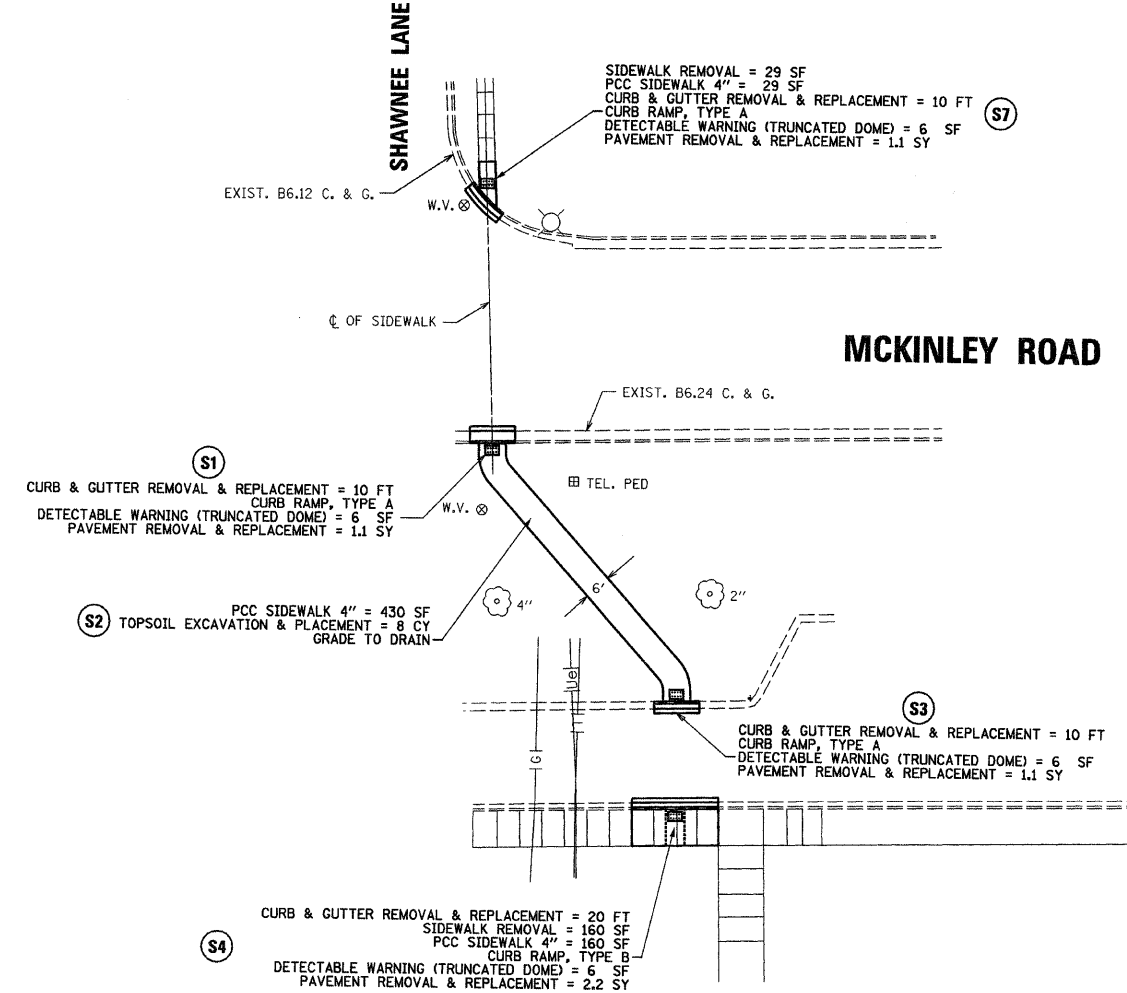 SHAWNEE LANE
SIDEWALK REMOVAL = 29 SF
PCC SIDEWALK 4" = 29 SF
CURB & GUTTER REMOVAL & REPLACEMENT = 10 FT
CURB RAMP, TYPE A
DETECTABLE WARNING (TRUNCATED DOME) = 6 SF
PAVEMENT REMOVAL & REPLACEMENT = 1.1 SY
S7
EXIST. B6.12 C. & G.
W.V.
℄ OF SIDEWALK
MCKINLEY ROAD
EXIST. B6.24 C. & G.
S1
CURB & GUTTER REMOVAL & REPLACEMENT = 10 FT
CURB RAMP, TYPE A
DETECTABLE WARNING (TRUNCATED DOME) = 6 SF
PAVEMENT REMOVAL & REPLACEMENT = 1.1 SY
TEL. PED
W.V.
6'
4"
2"
S2
PCC SIDEWALK 4" = 430 SF
TOPSOIL EXCAVATION & PLACEMENT = 8 CY
GRADE TO DRAIN
Ue
G
S3
CURB & GUTTER REMOVAL & REPLACEMENT = 10 FT
CURB RAMP, TYPE A
DETECTABLE WARNING (TRUNCATED DOME) = 6 SF
PAVEMENT REMOVAL & REPLACEMENT = 1.1 SY
S4
CURB & GUTTER REMOVAL & REPLACEMENT = 20 FT
SIDEWALK REMOVAL = 160 SF
PCC SIDEWALK 4" = 160 SF
CURB RAMP, TYPE B
DETECTABLE WARNING (TRUNCATED DOME) = 6 SF
PAVEMENT REMOVAL & REPLACEMENT = 2.2 SY